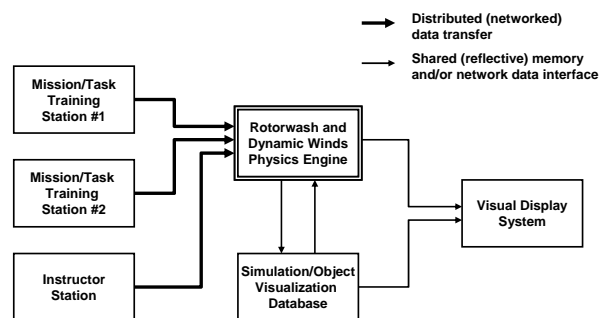 Distributed (networked)
data transfer
Shared (reflective) memory
and/or network data interface
Mission/Task
Training
Station #1
Rotorwash and
Dynamic Winds
Physics Engine
Mission/Task
Training
Station #2
Visual Display
System
Instructor
Station
Simulation/Object
Visualization
Database